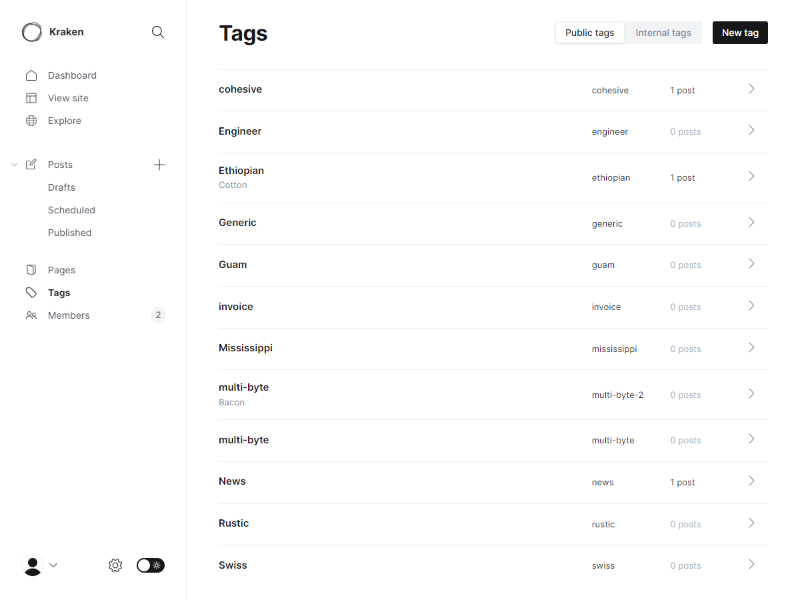 Kraken
Dashboard
View site
Explore
Posts
Drafts
Scheduled
Published
Pages
Tags
Members 2
Tags
Public tags Internal tags New tag
cohesive cohesive 1 post
Engineer engineer 0 posts
Ethiopian
Cotton ethiopian 1 post
Generic generic 0 posts
Guam guam 0 posts
invoice invoice 0 posts
Mississippi mississippi 0 posts
multi-byte
Bacon multi-byte-2 0 posts
multi-byte multi-byte 0 posts
News news 1 post
Rustic rustic 0 posts
Swiss swiss 0 posts